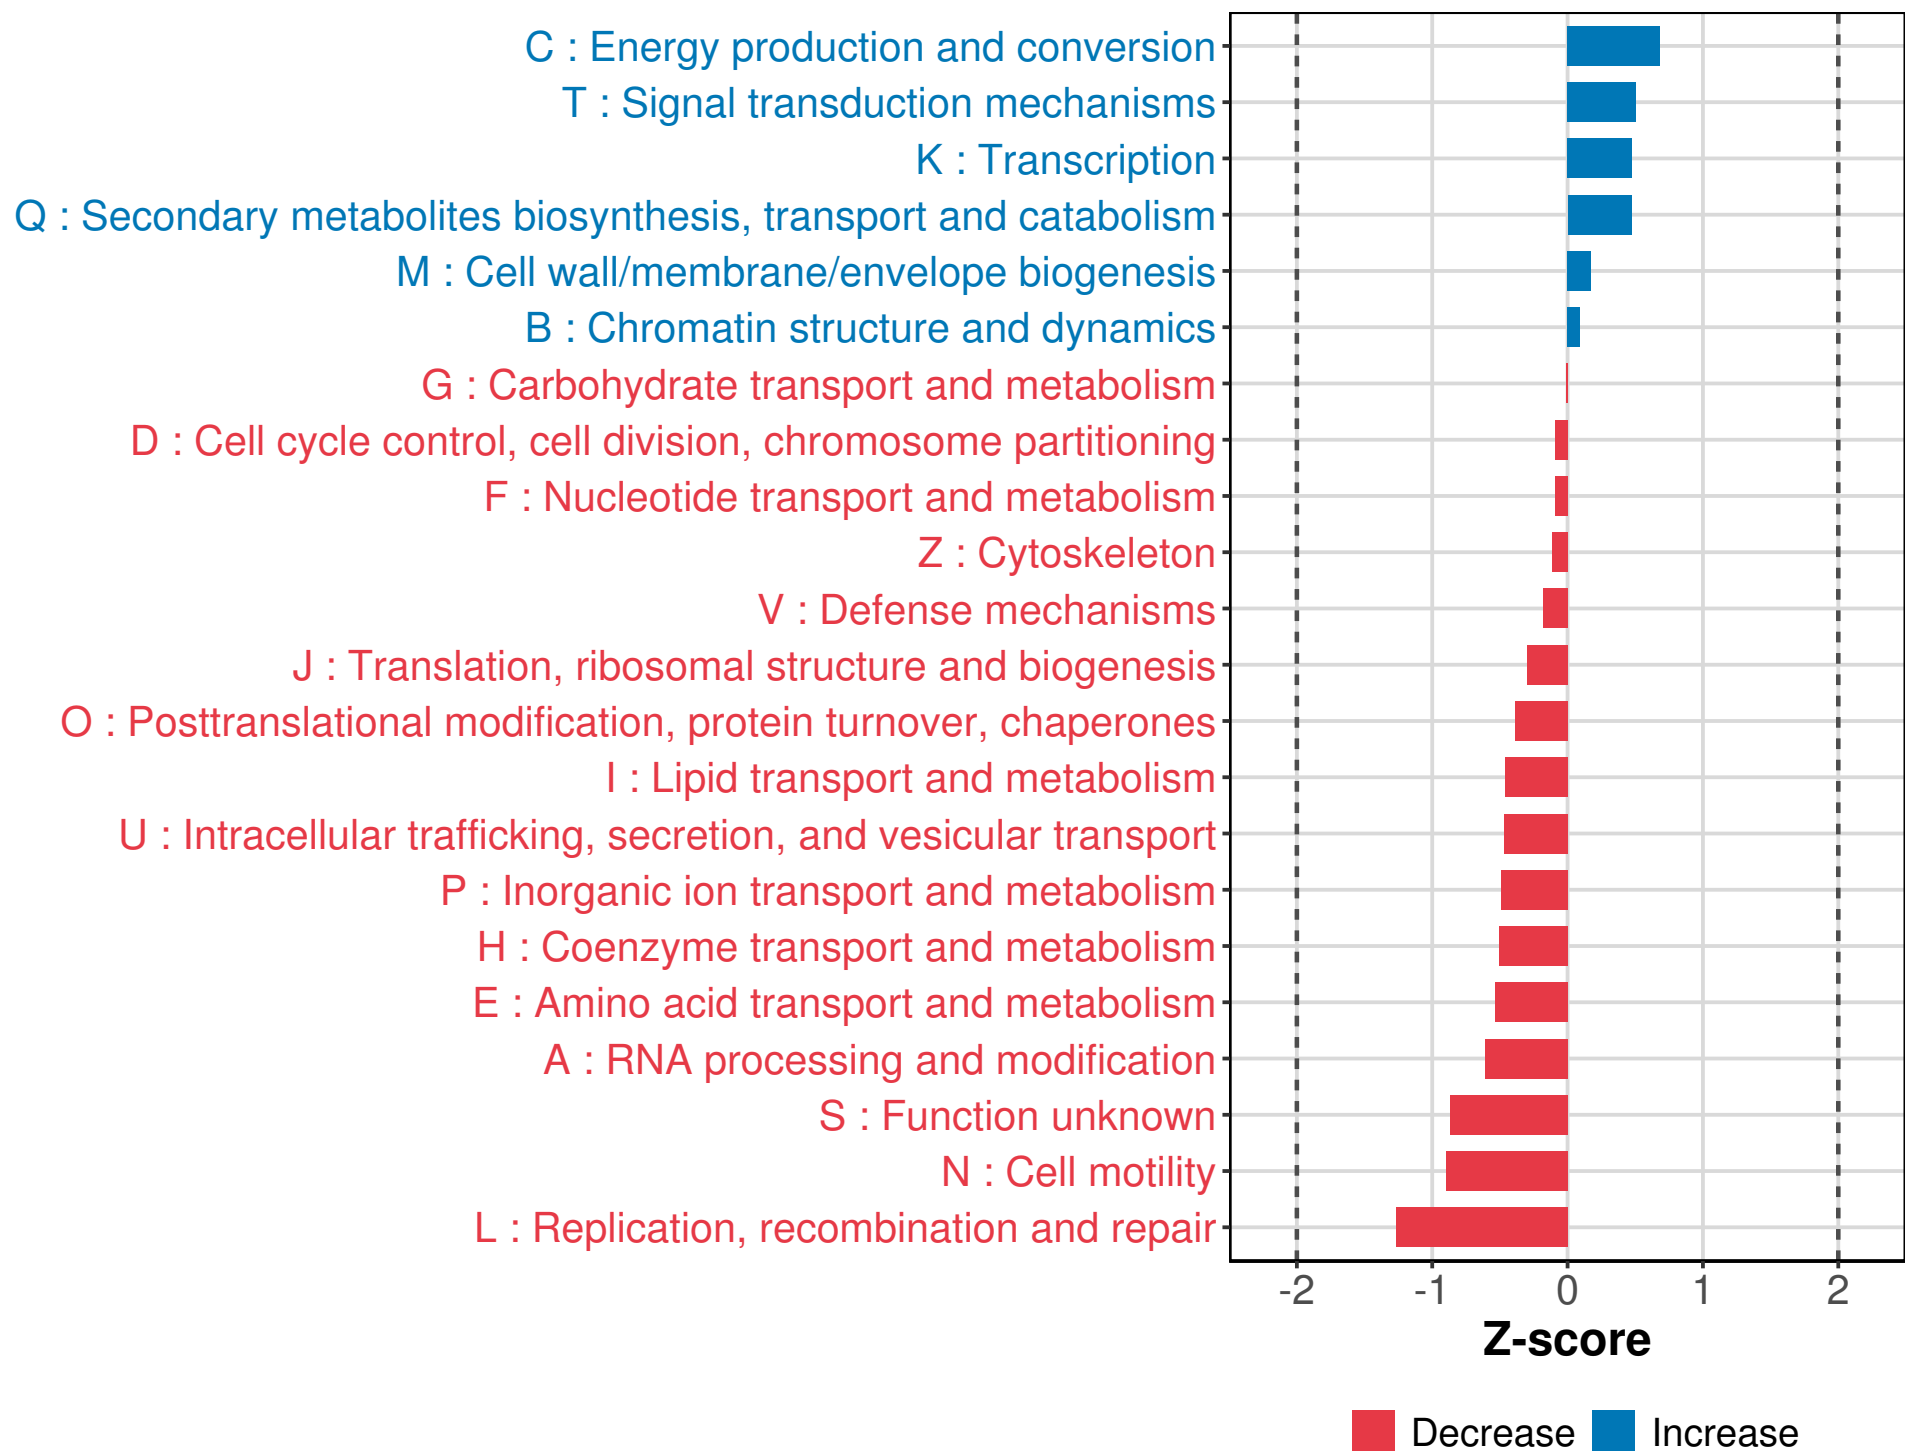 C : Energy production and conversion
T : Signal transduction mechanisms
K : Transcription
Q : Secondary metabolites biosynthesis, transport and catabolism
M : Cell wall/membrane/envelope biogenesis
B : Chromatin structure and dynamics
G : Carbohydrate transport and metabolism
D : Cell cycle control, cell division, chromosome partitioning
F : Nucleotide transport and metabolism
Z : Cytoskeleton
V : Defense mechanisms
J : Translation, ribosomal structure and biogenesis
O : Posttranslational modification, protein turnover, chaperones
I : Lipid transport and metabolism
U : Intracellular trafficking, secretion, and vesicular transport
P : Inorganic ion transport and metabolism
H : Coenzyme transport and metabolism
E : Amino acid transport and metabolism
A : RNA processing and modification
S : Function unknown
N : Cell motility
L : Replication, recombination and repair
-2 -1 0 1 2
Z-score
Decrease Increase